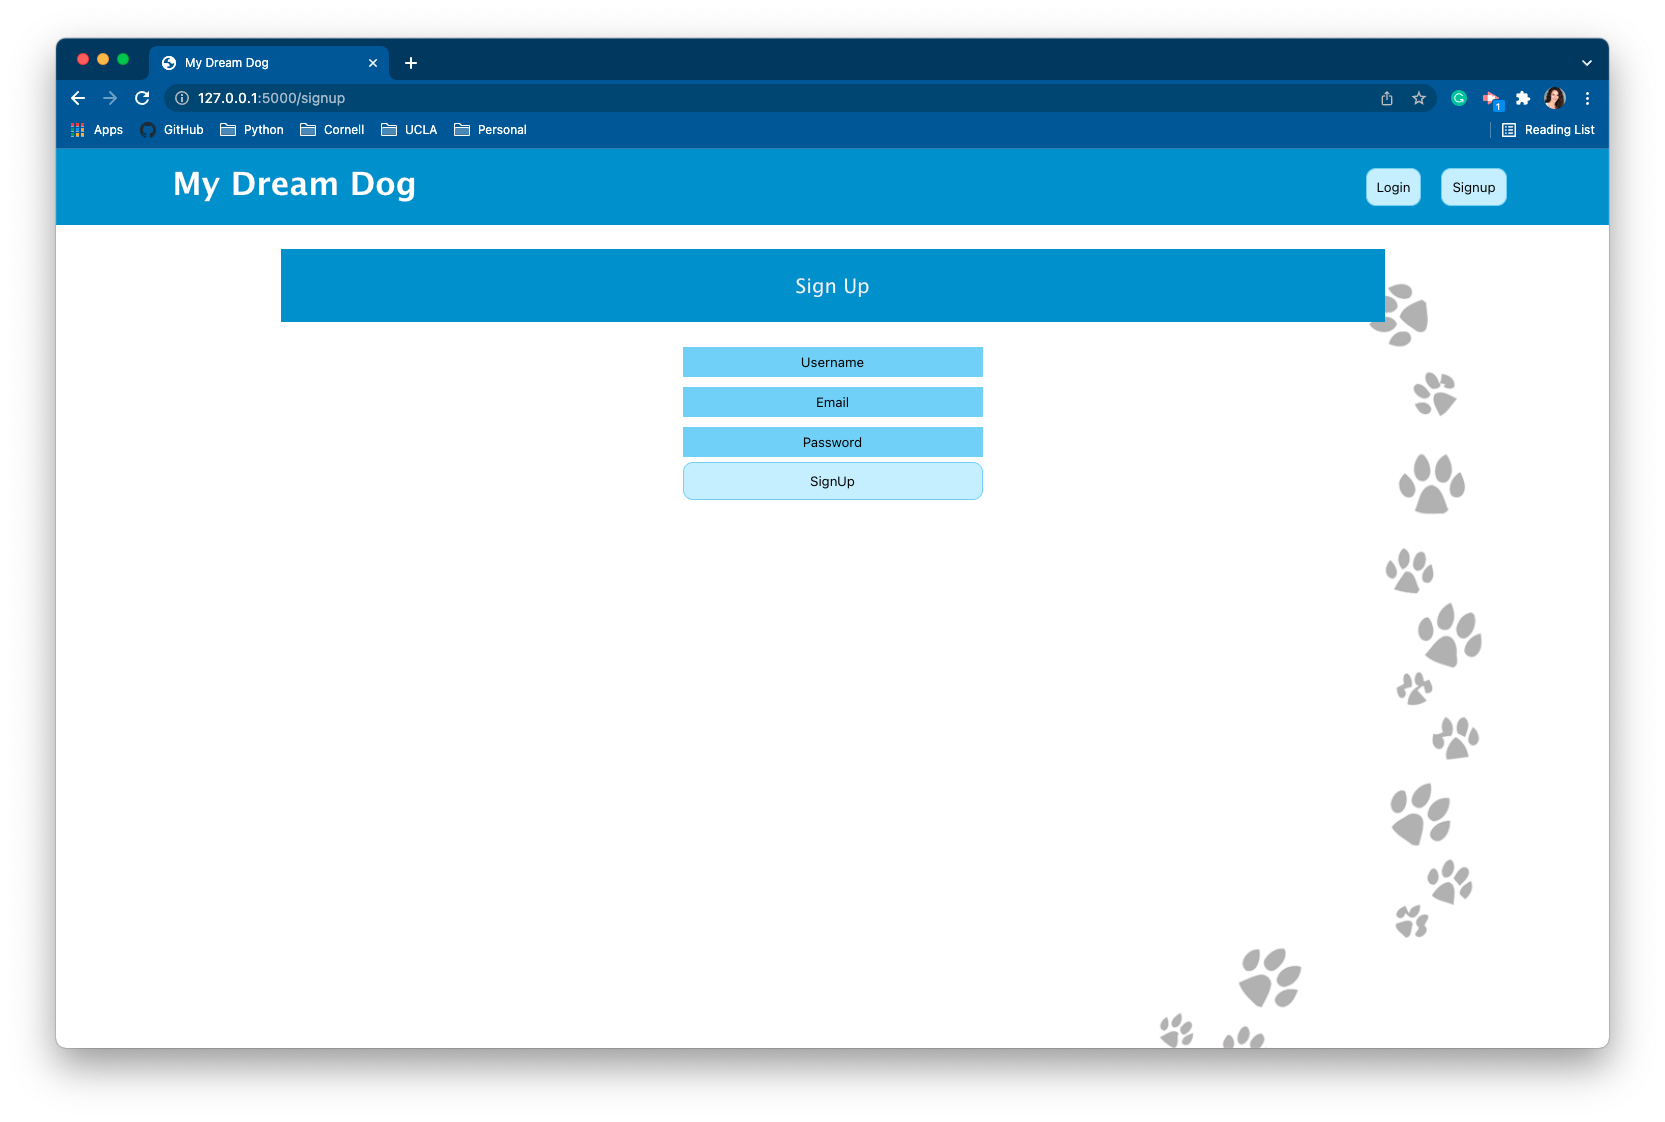 My Dream Dog
127.0.0.1:5000/signup
G
1
Apps GitHub Python Cornell UCLA Personal Reading List
My Dream Dog Login Signup
Sign Up
Username
Email
Password
SignUp